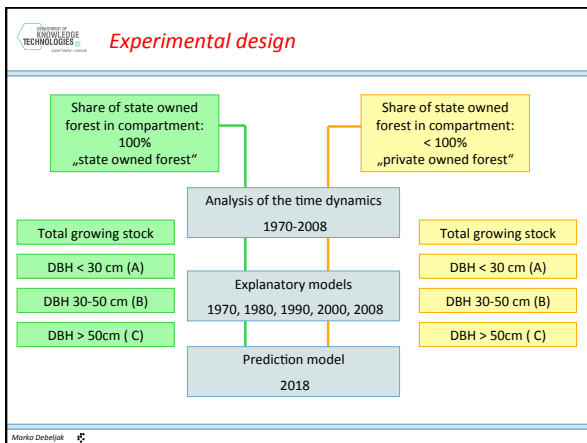 DEPARTMENT OF
KNOWLEDGE
TECHNOLOGIES
Jožef Stefan Institute
Experimental design
Share of state owned
forest in compartment:
100%
„state owned forest“
Share of state owned
forest in compartment:
< 100%
„private owned forest“
Analysis of the time dynamics
1970-2008
Total growing stock
DBH < 30 cm (A)
DBH 30-50 cm (B)
DBH > 50cm ( C)
Explanatory models
1970, 1980, 1990, 2000, 2008
Prediction model
2018
Total growing stock
DBH < 30 cm (A)
DBH 30-50 cm (B)
DBH > 50cm ( C)
Marko Debeljak